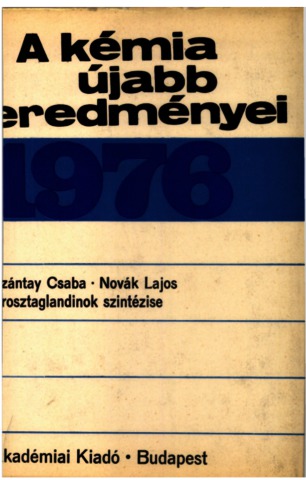 A kémia
újabb
eredményei
1976
zántay Csaba · Novák Lajos
rosztaglandinok szintézise
kadémiai Kiadó • Budapest